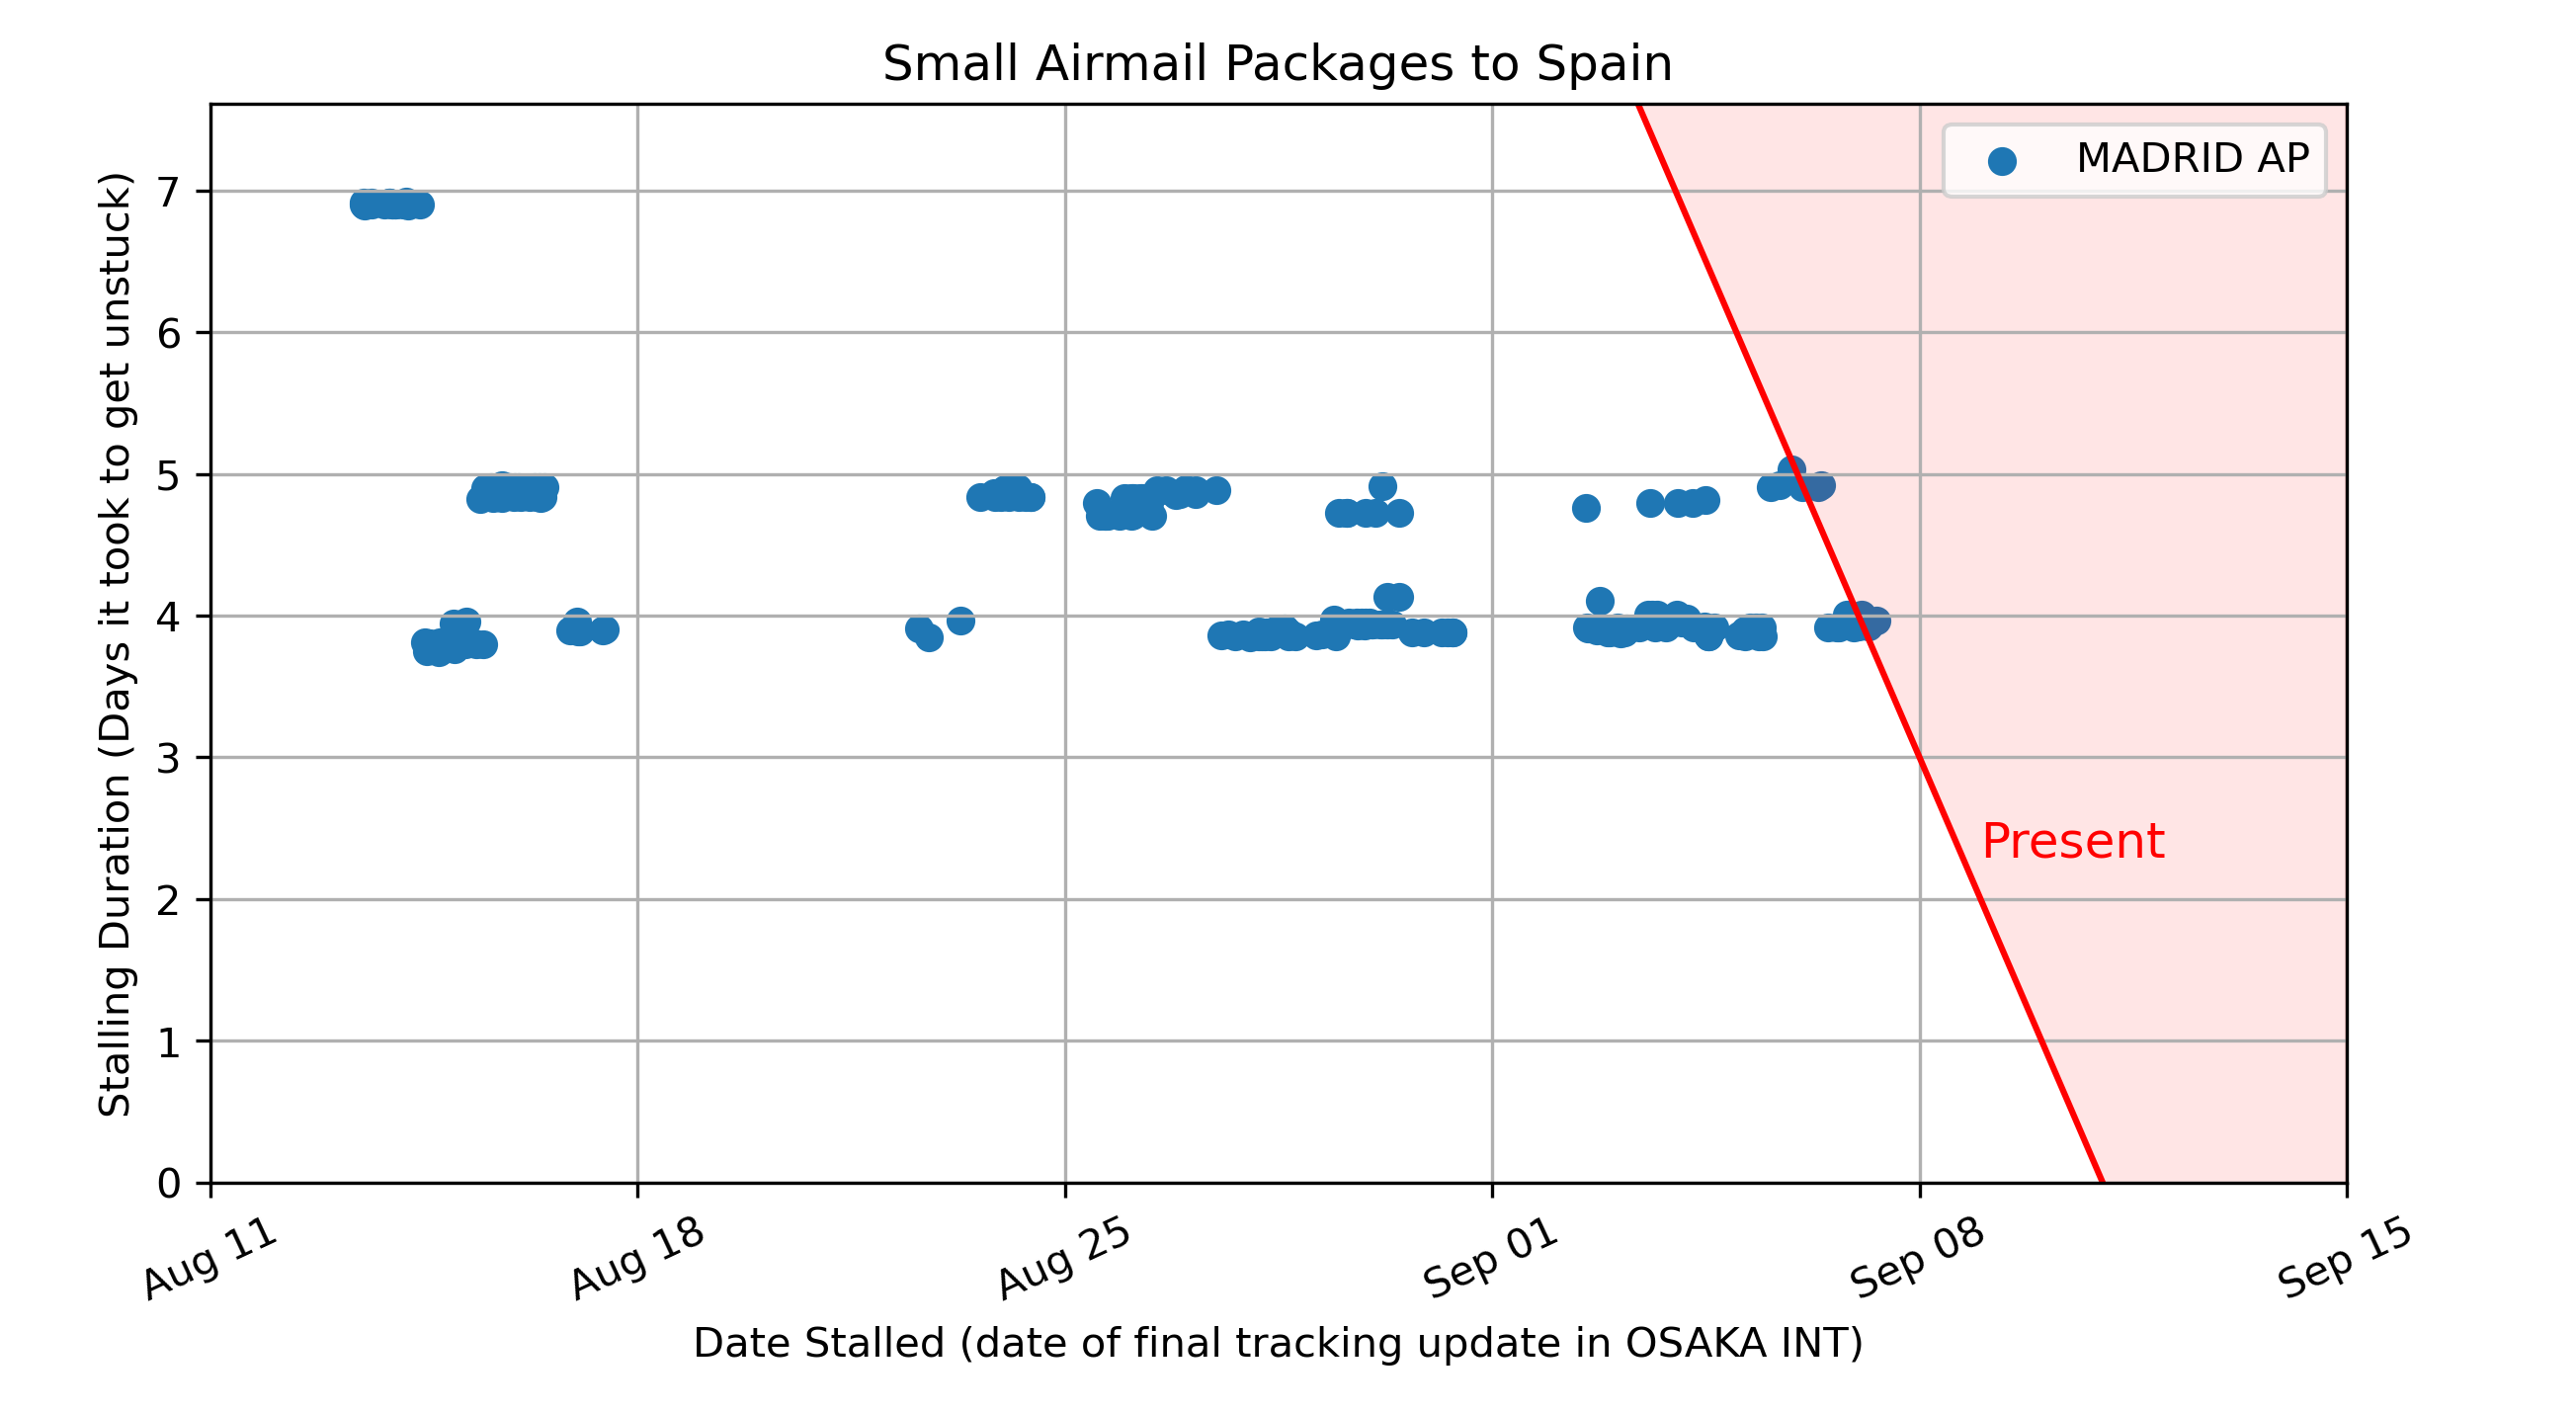 Small Airmail Packages to Spain
MADRID AP
Stalling Duration (Days it took to get unstuck)
7
6
5
4
3
2
1
0
Present
Aug 11
Aug 18
Aug 25
Sep 01
Sep 08
Sep 15
Date Stalled (date of final tracking update in OSAKA INT)